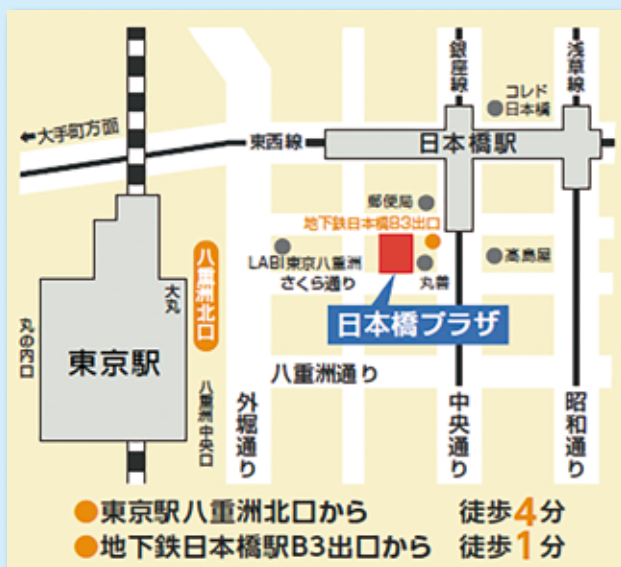 銀座線
浅草線
コレド
日本橋
←大手町方面
東西線
日本橋駅
郵便局
地下鉄日本橋B3出口
LABI東京八重洲
さくら通り
丸善
髙島屋
八重洲北口
大丸
日本橋プラザ
丸の内口
東京駅
八重洲中央口
八重洲通り
外堀通り
中央通り
昭和通り
●東京駅八重洲北口から 徒歩4分
●地下鉄日本橋駅B3出口から 徒歩1分